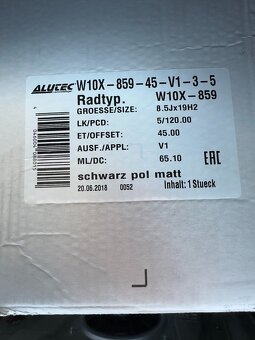 ALUTEC W10X-859-45-V1-3-5
Radtyp. W10X-859
GROESSE/SIZE: 8.5Jx19H2
LK/PCD: 5/120.00
ET/OFFSET: 45.00
AUSF./APPL: V1
ML/DC: 65.10
EAC
schwarz pol matt
20.06.2018 0052 Inhalt: 1 Stueck